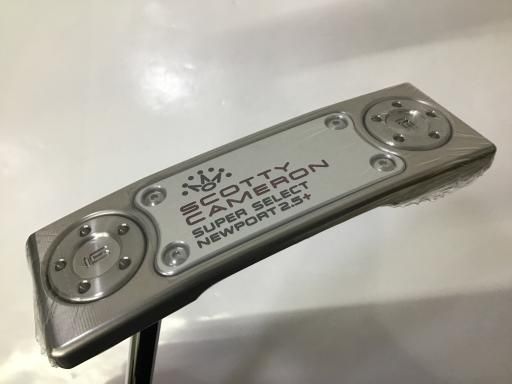 SCOTTY
CAMERON
SUPER SELECT
NEWPORT 2.5+